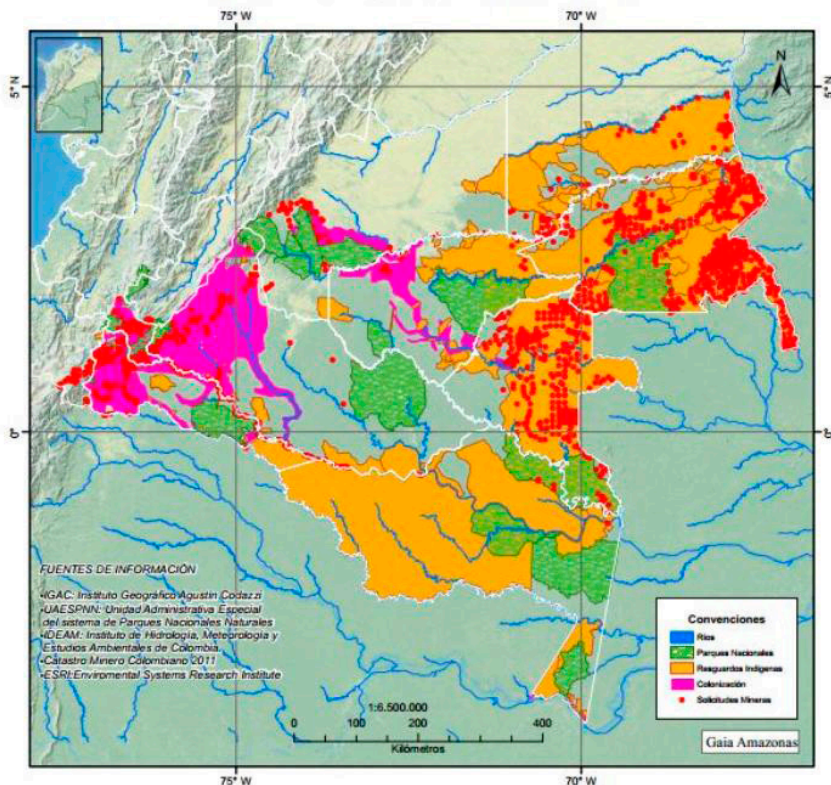 75° W
70° W
5° N
5° N
N
0°
0°
FUENTES DE INFORMACIÓN
•IGAC: Instituto Geográfico Agustin Codazzi
•UAESPNN: Unidad Administrativa Especial
del sistema de Parques Nacionales Naturales
•IDEAM: Instituto de Hidrología, Meteorología y
Estudios Ambientales de Colombia.
•Catastro Minero Colombiano 2011
•ESRI:Enviromental Systems Research Institute
1:6.500.000
0
100
200
400
Kilómetros
Convenciones
Ríos
Parques Nacionales
Resguardos Indígenas
Colonización
Solicitudes Mineras
Gaia Amazonas
75° W
70° W